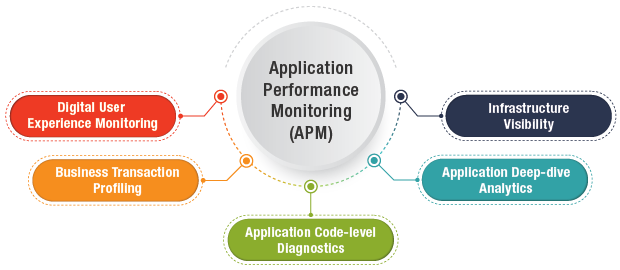 Application
Performance
Monitoring
(APM)
Digital User
Experience Monitoring
Business Transaction
Profiling
Application Code-level
Diagnostics
Application Deep-dive
Analytics
Infrastructure
Visibility